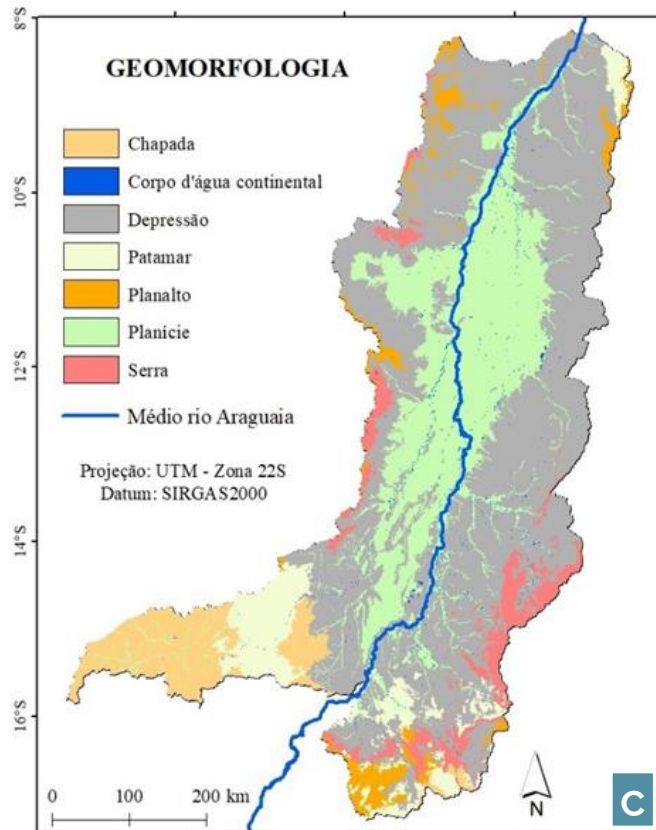 8°S
GEOMORFOLOGIA
Chapada
Corpo d'água continental
Depressão
Patamar
Planalto
Planície
Serra
Médio rio Araguaia
Projeção: UTM - Zona 22S
Datum: SIRGAS2000
10°S
12°S
14°S
16°S
0 100 200 km
N
C